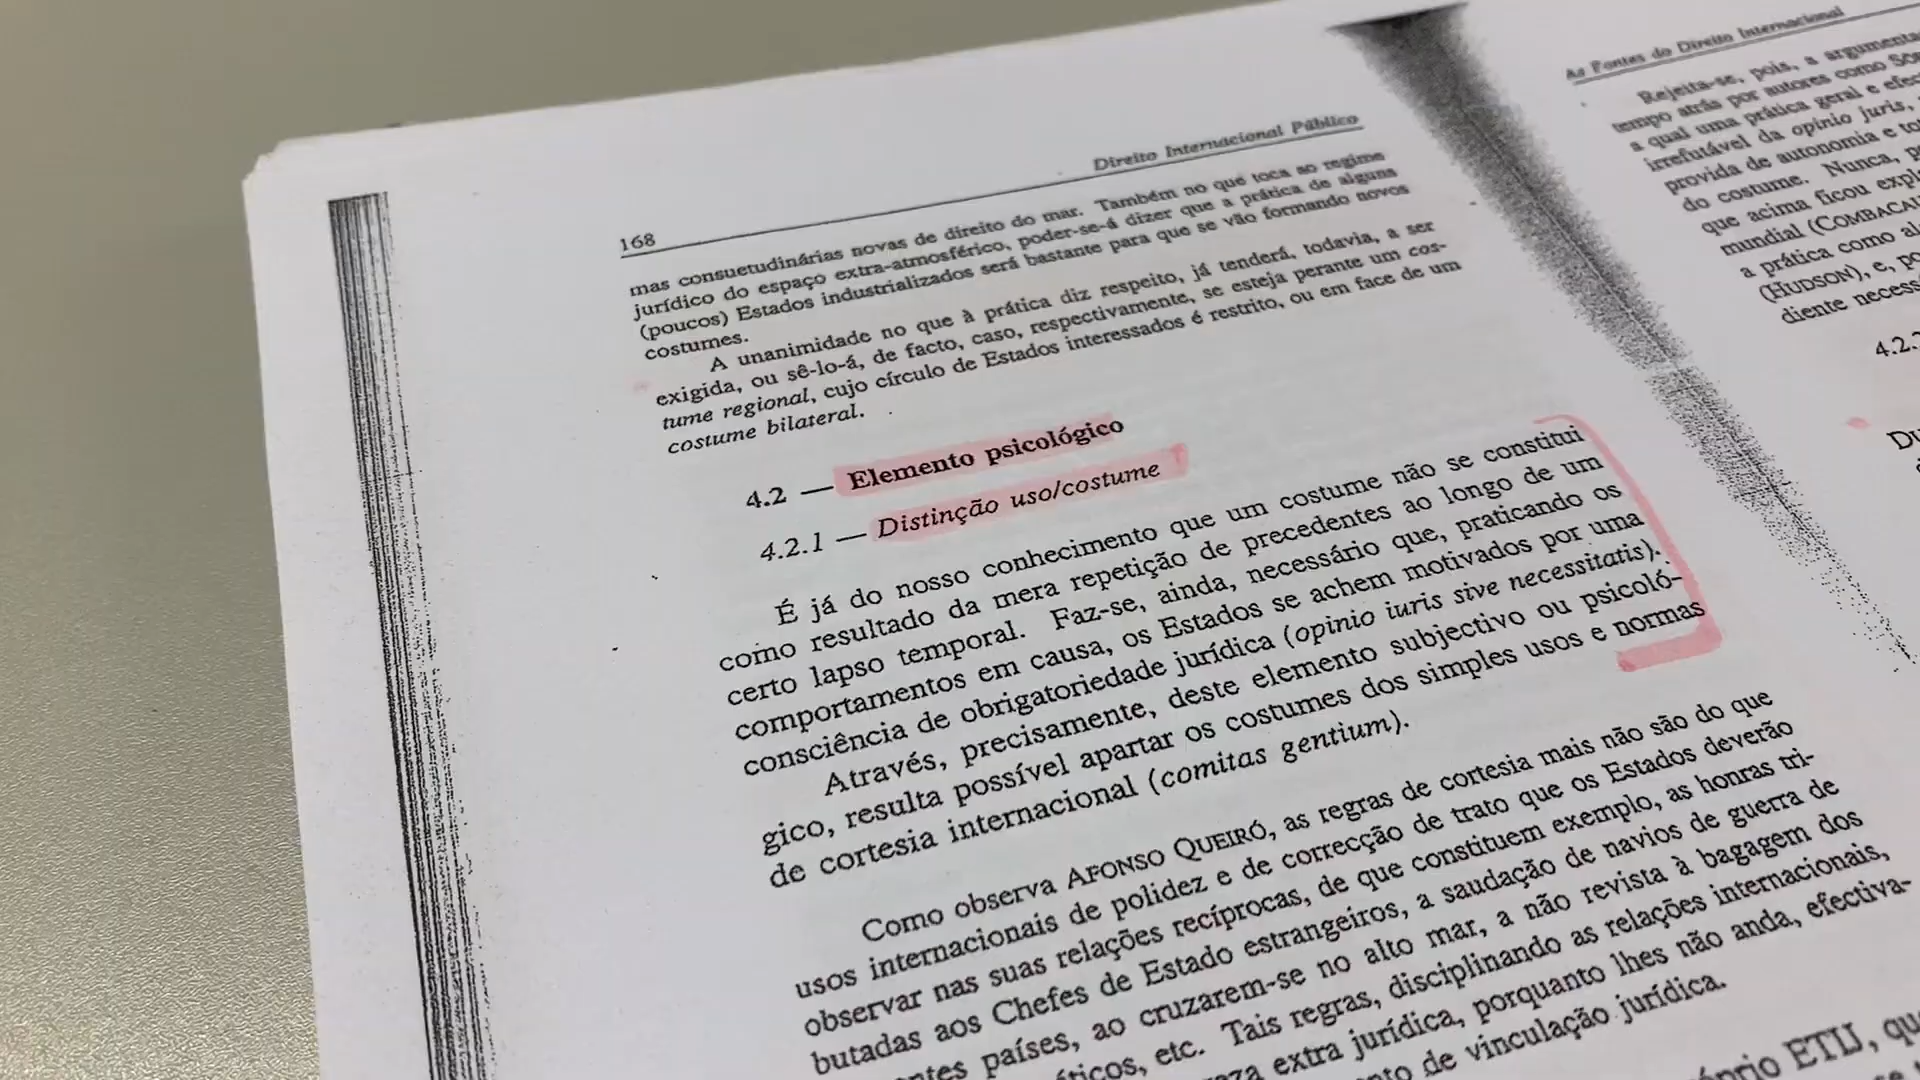 168
Direito Internacional Público
mas consuetudinárias novas de direito do mar. Também no que toca ao regime
jurídico do espaço extra-atmosférico, poder-se-á dizer que a prática de alguns
(poucos) Estados industrializados será bastante para que se vão formando novos
costumes.
A unanimidade no que à prática diz respeito, já tenderá, todavia, a ser
exigida, ou sê-lo-á, de facto, caso, respectivamente, se esteja perante um cos-
tume regional, cujo círculo de Estados interessados é restrito, ou em face de um
costume bilateral.
4.2 — Elemento psicológico
4.2.1 — Distinção uso/costume
É já do nosso conhecimento que um costume não se constitui
como resultado da mera repetição de precedentes ao longo de um
certo lapso temporal. Faz-se, ainda, necessário que, praticando os
comportamentos em causa, os Estados se achem motivados por uma
consciência de obrigatoriedade jurídica (opinio iuris sive necessitatis).
Através, precisamente, deste elemento subjectivo ou psicoló-
gico, resulta possível apartar os costumes dos simples usos e normas
de cortesia internacional (comitas gentium).
Como observa AFONSO QUEIRÓ, as regras de cortesia mais não são do que
usos internacionais de polidez e de correcção de trato que os Estados deverão
observar nas suas relações recíprocas, de que constituem exemplo, as honras tri-
butadas aos Chefes de Estado estrangeiros, a saudação de navios de guerra de
países, ao cruzarem-se no alto mar, a não revista à bagagem dos
etc. Tais regras, disciplinando as relações internacionais,
extra jurídica, porquanto lhes não anda, efectiva-
de vinculação jurídica.
ETIJ,
As Fontes do Direito Internacional
Rejeita-se, pois, a
tempo atrás por autores como
a qual uma prática geral e
irrefutável da opinio juris,
provida de autonomia e
do costume. Nunca,
que acima ficou
mundial
a prática como
(HUDSON), e,
diente